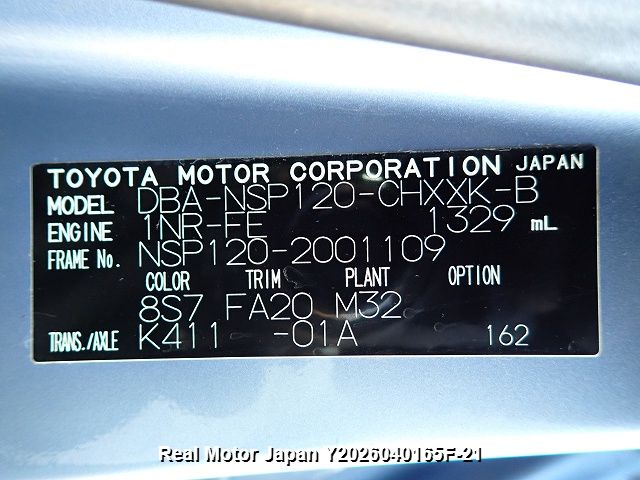 TOYOTA MOTOR CORPORATION JAPAN
MODEL DBA-NSP120-CHXXK-B
ENGINE 1NR-FE 1329 mL
FRAME No. NSP120-2001109
COLOR TRIM PLANT OPTION
8S7 FA20 M32
TRANS./AXLE K411 -01A 162
Real Motor Japan Y2026040165F-21